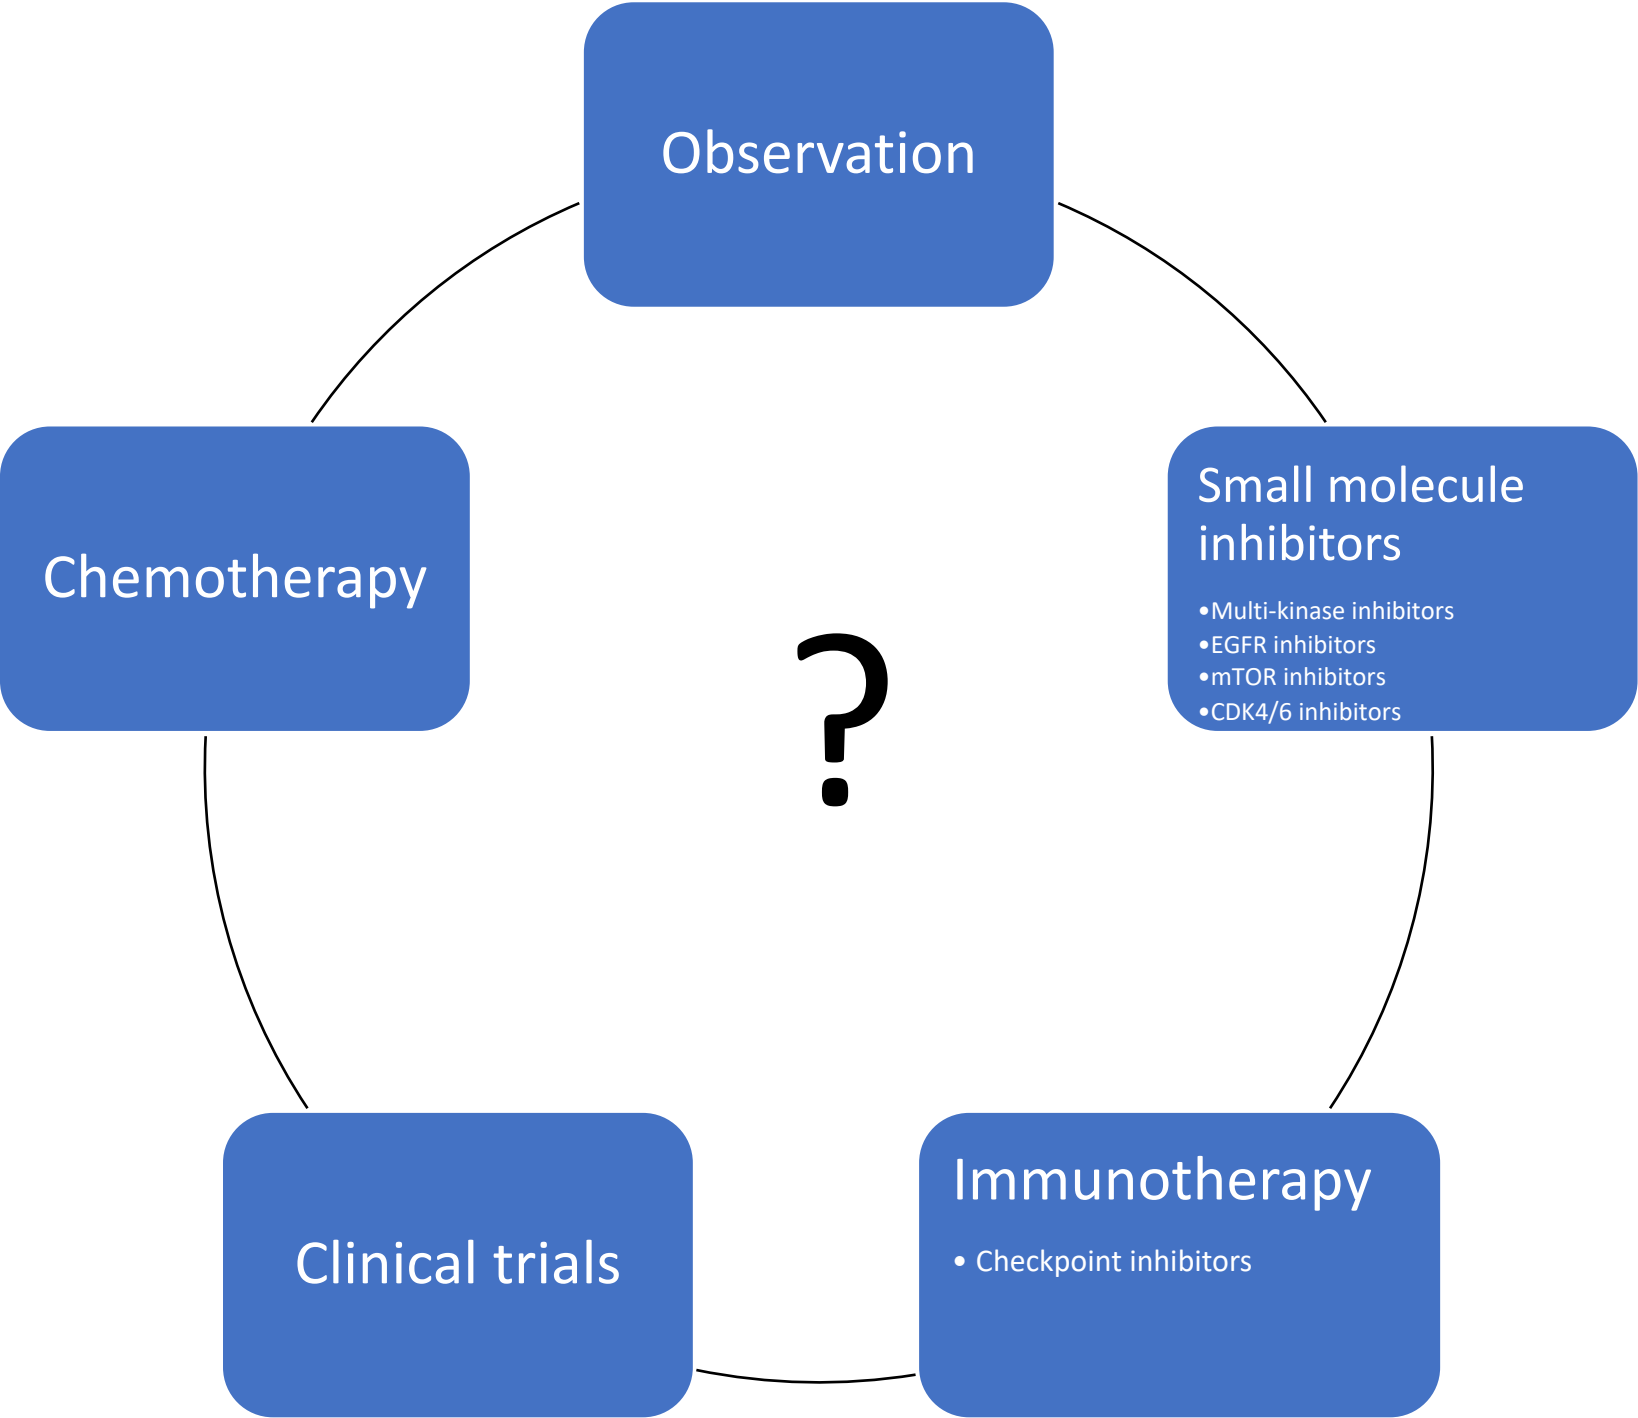 Observation
Small molecule
inhibitors
•Multi-kinase inhibitors
•EGFR inhibitors
•mTOR inhibitors
•CDK4/6 inhibitors
Chemotherapy
?
Immunotherapy
• Checkpoint inhibitors
Clinical trials